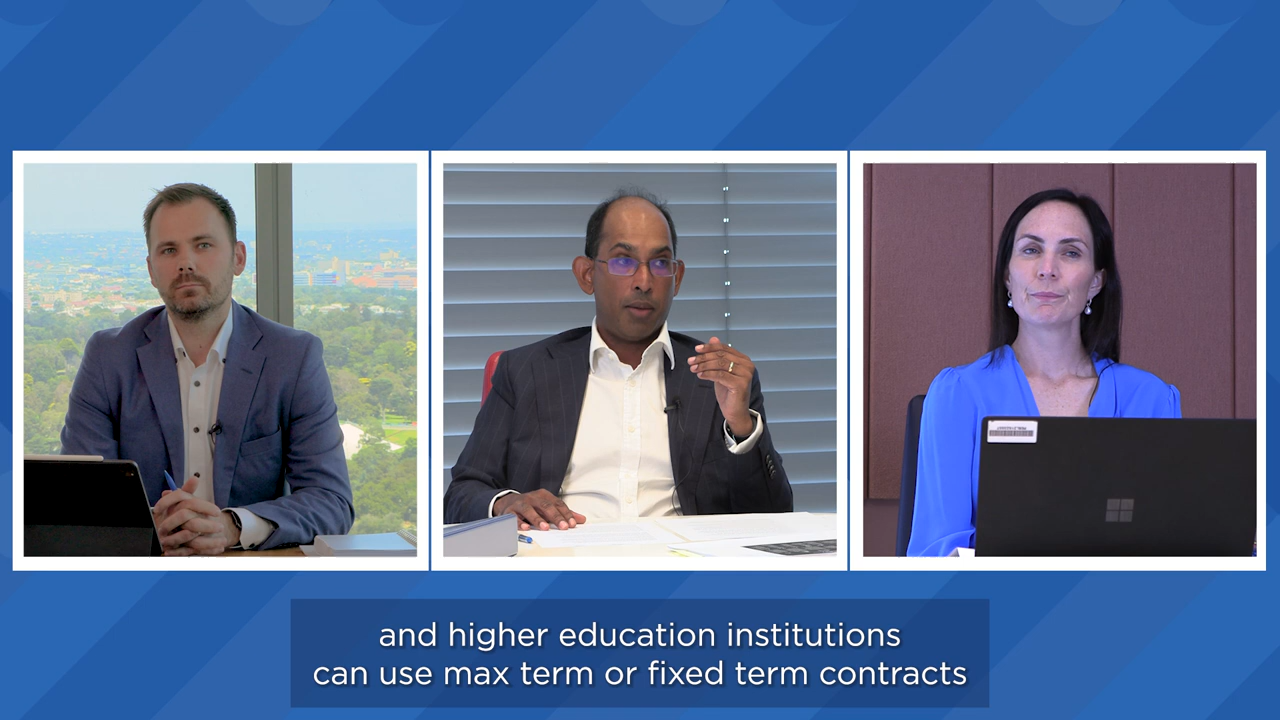 and higher education institutions
can use max term or fixed term contracts